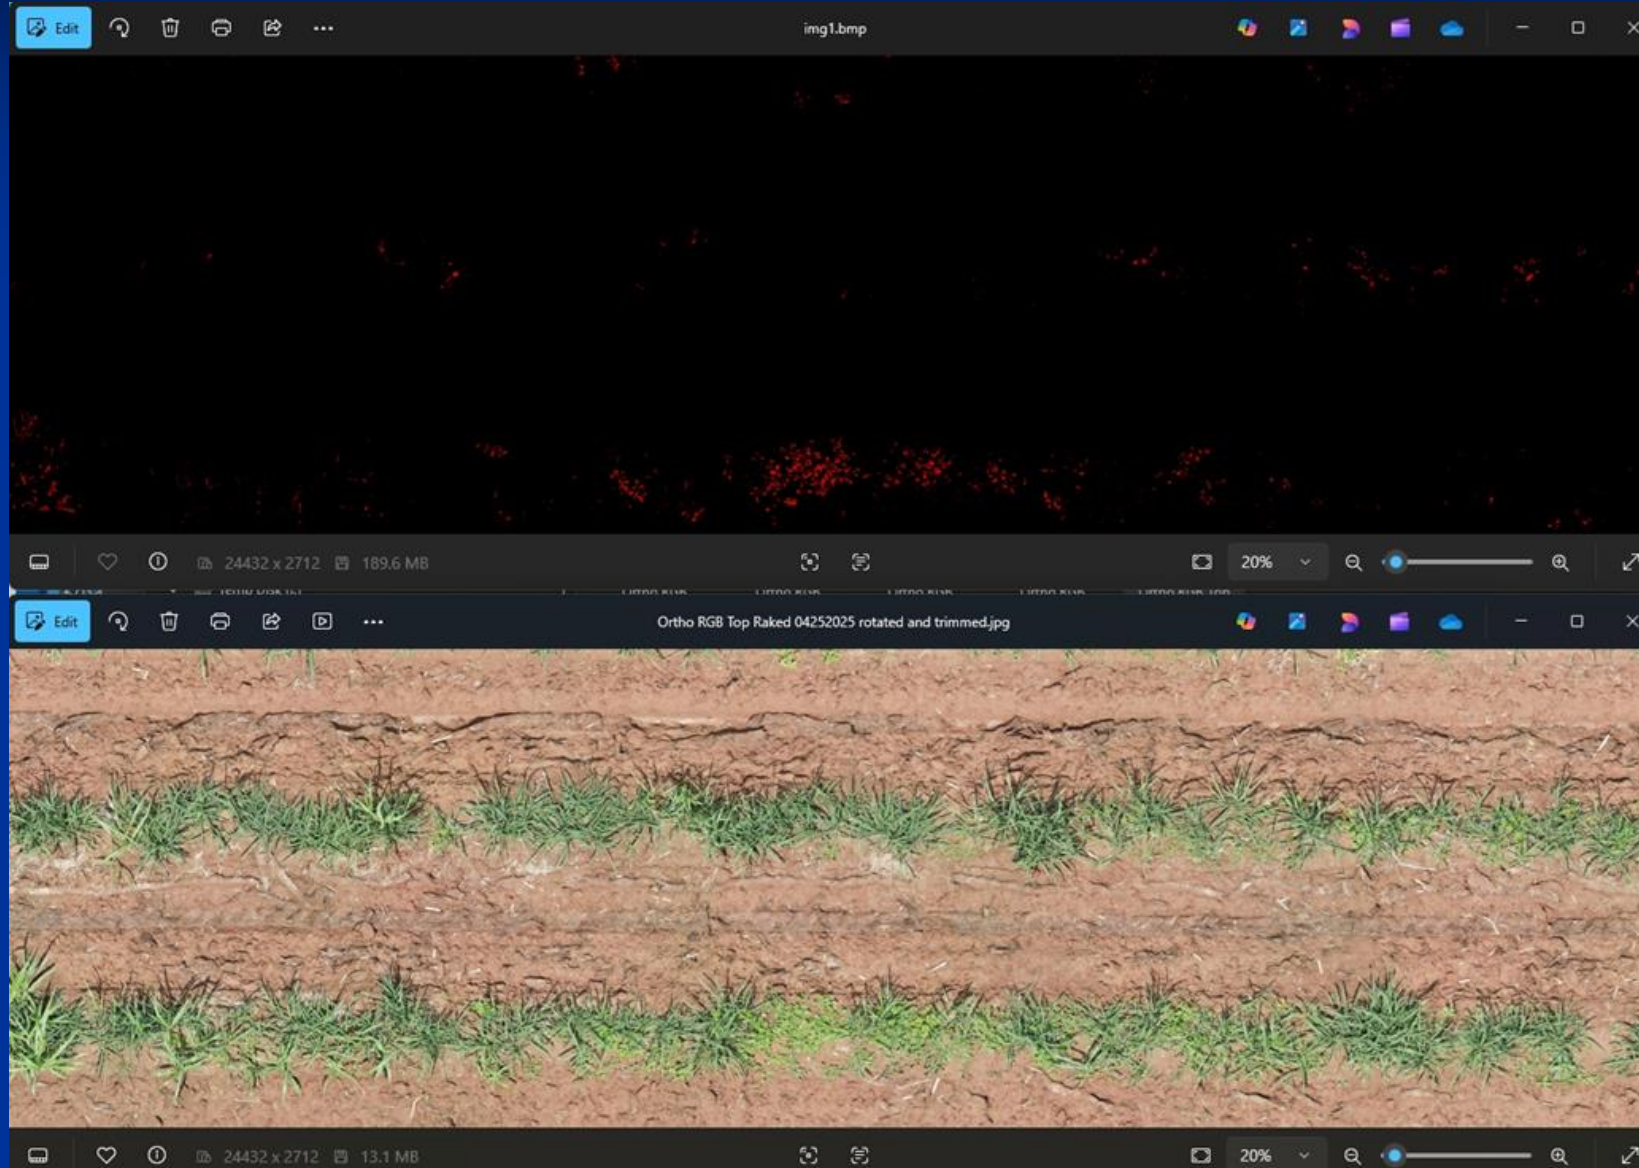 Edit
img1.bmp
24432 x 2712
189.6 MB
20%
Edit
Ortho RGB Top Raked 04252025 rotated and trimmed.jpg
24432 x 2712
13.1 MB
20%